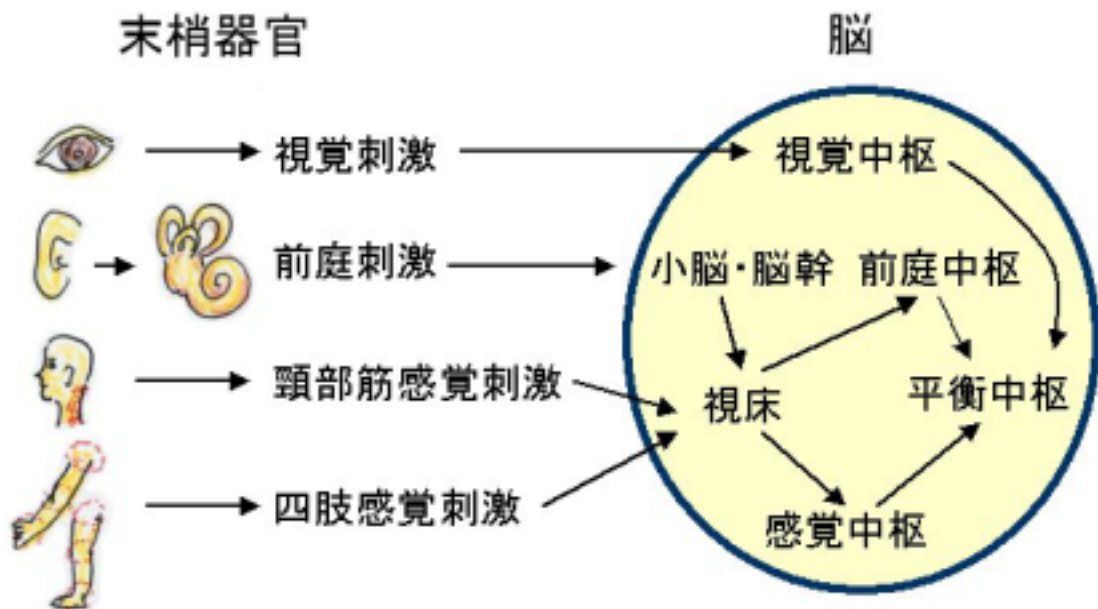 末梢器官
脳
視覚刺激
視覚中枢
前庭刺激
小脳・脳幹
前庭中枢
頸部筋感覚刺激
視床
平衡中枢
四肢感覚刺激
感覚中枢